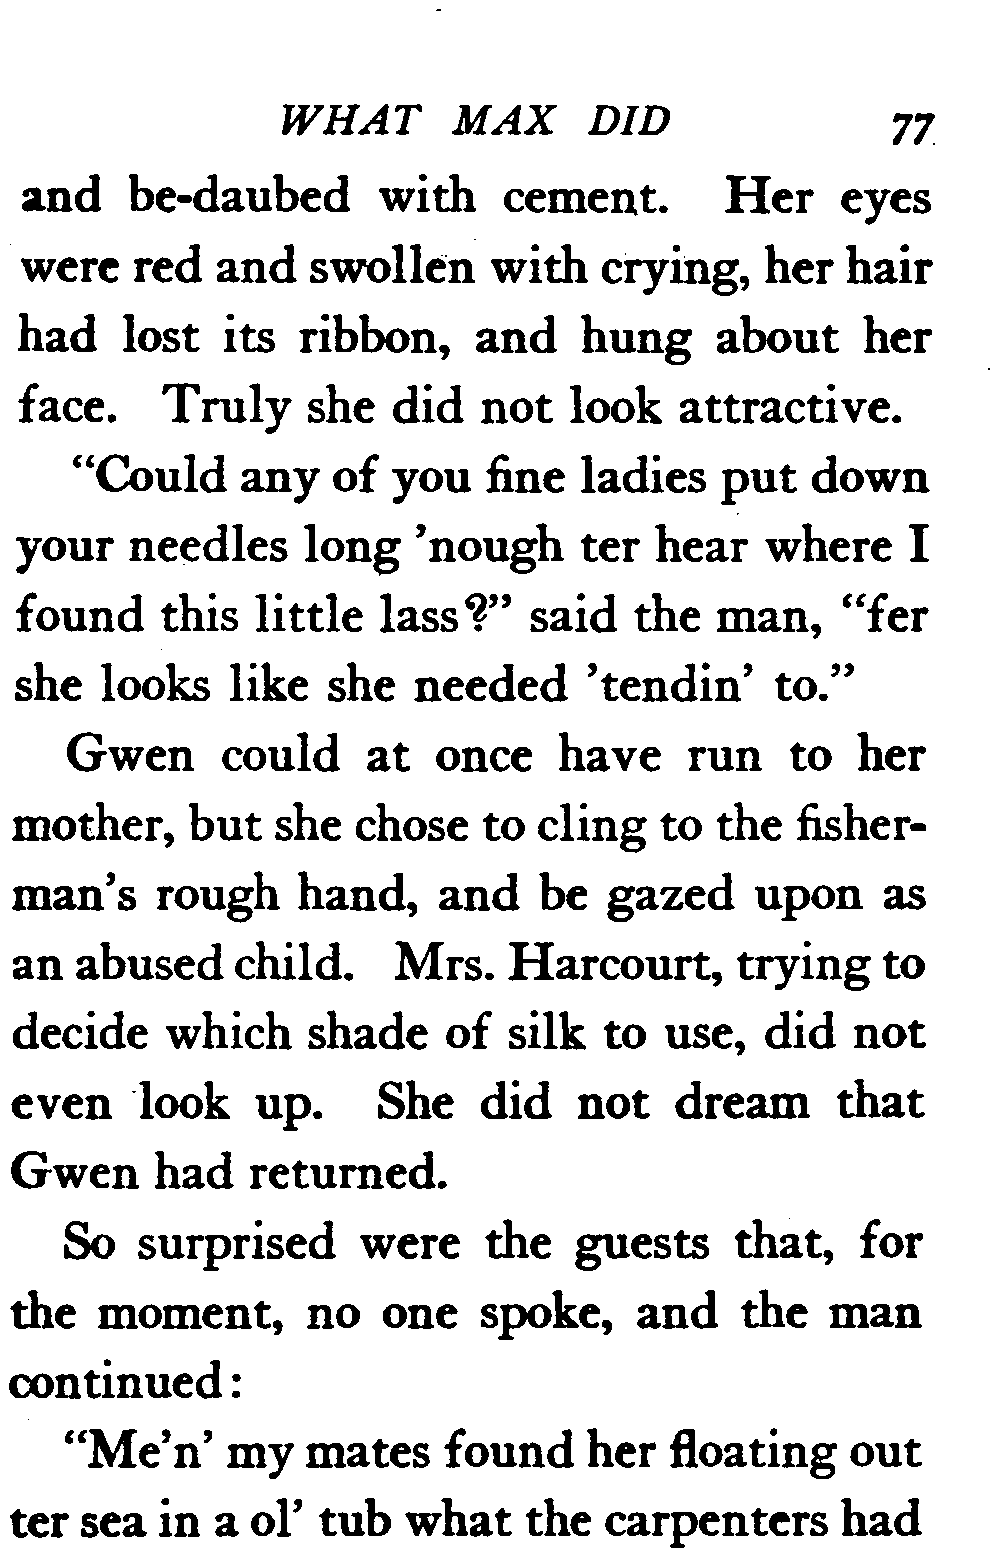 WHAT MAX DID 77
and be-daubed with cement. Her eyes
were red and swollen with crying, her hair
had lost its ribbon, and hung about her
face. Truly she did not look attractive.
“Could any of you fine ladies put down
your needles long ’nough ter hear where I
found this little lass?” said the man, “fer
she looks like she needed ’tendin’ to.”
Gwen could at once have run to her
mother, but she chose to cling to the fisher-
man’s rough hand, and be gazed upon as
an abused child. Mrs. Harcourt, trying to
decide which shade of silk to use, did not
even look up. She did not dream that
Gwen had returned.
So surprised were the guests that, for
the moment, no one spoke, and the man
continued:
“Me’n’ my mates found her floating out
ter sea in a ol’ tub what the carpenters had